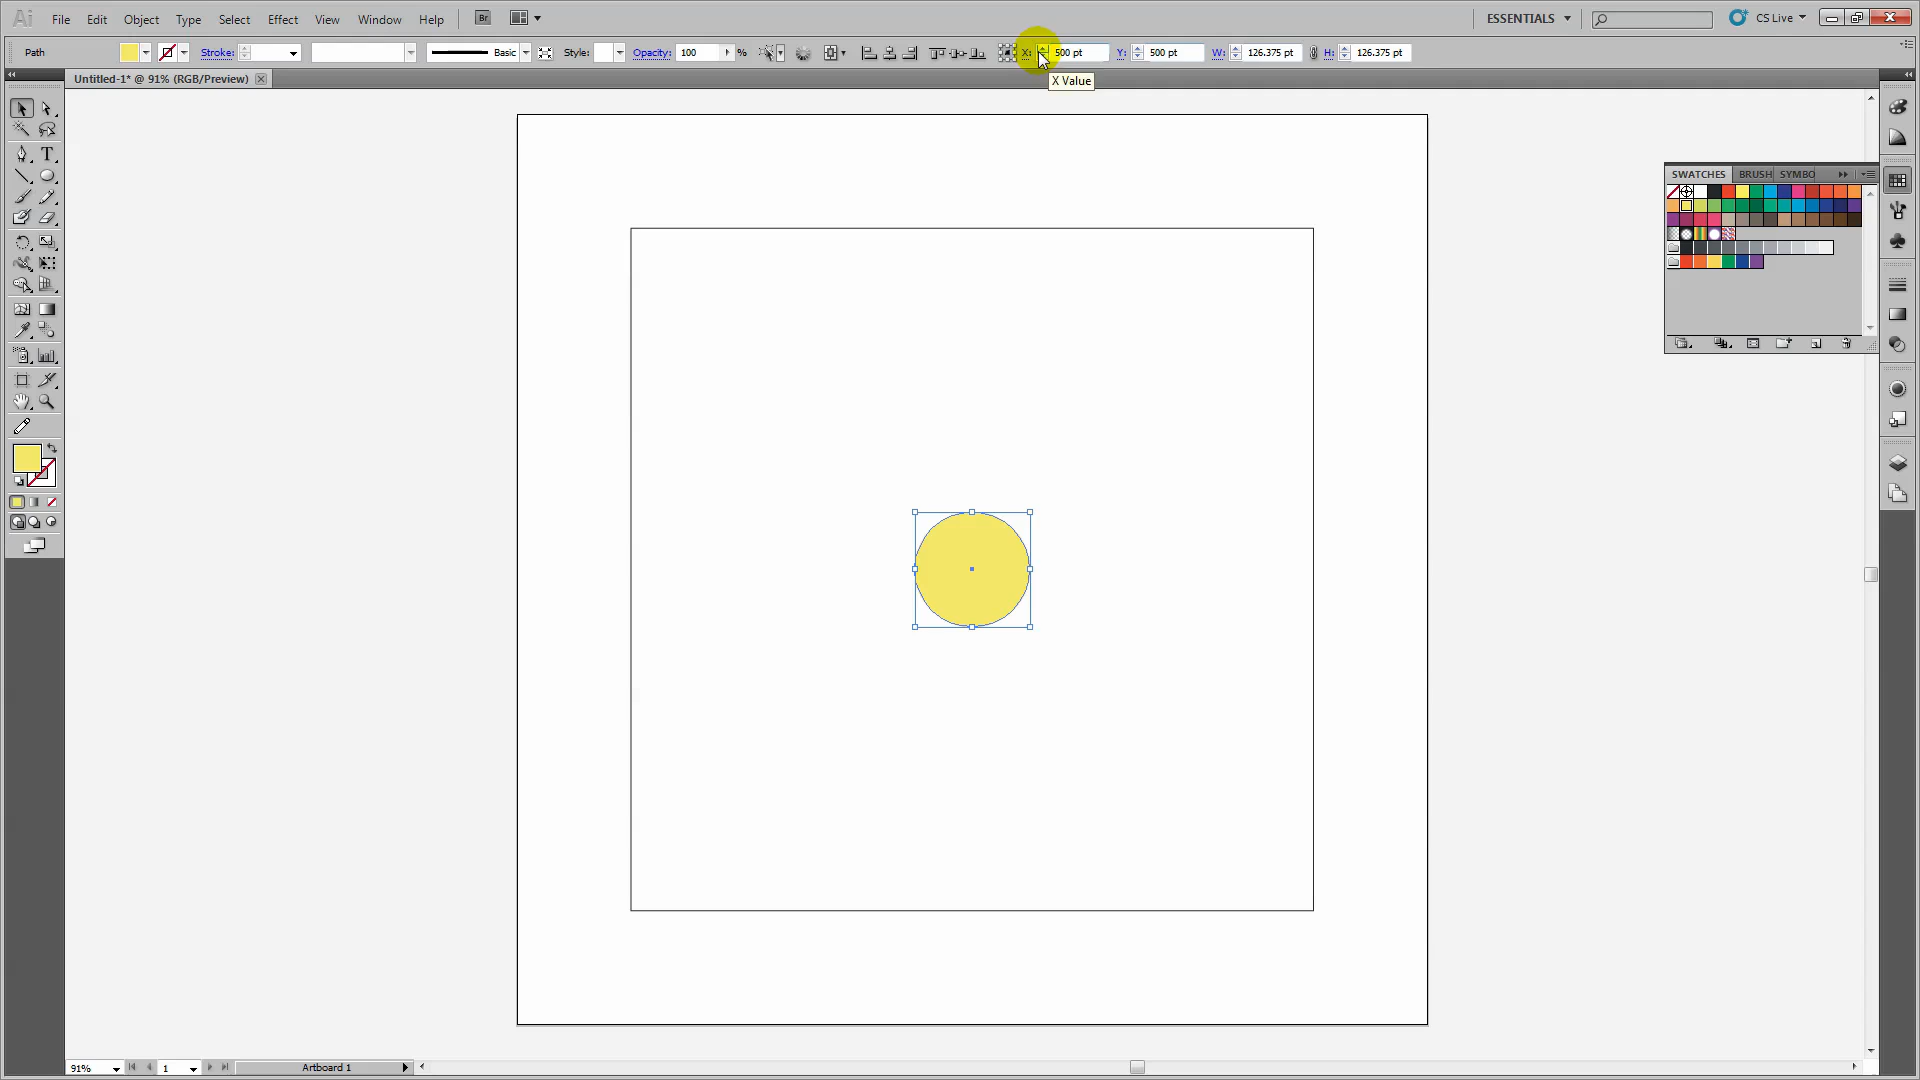 Ai File Edit Object Type Select Effect View Window Help Br ESSENTIALS CS Live
Path Stroke: Basic Style: Opacity: 100 % X: 500 pt Y: 500 pt W: 126.375 pt H: 126.375 pt
Untitled-1* @ 91% (RGB/Preview)
X Value
SWATCHES BRUSH SYMBO
91% 1 Artboard 1